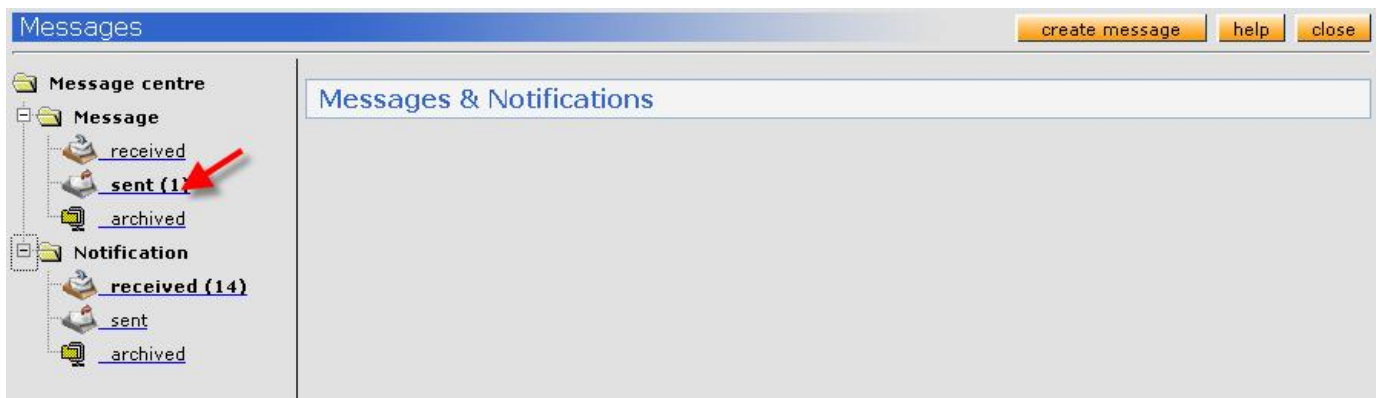 Messages
create message help close
Message centre
Messages & Notifications
Message
received
sent (1)
archived
Notification
received (14)
sent
archived